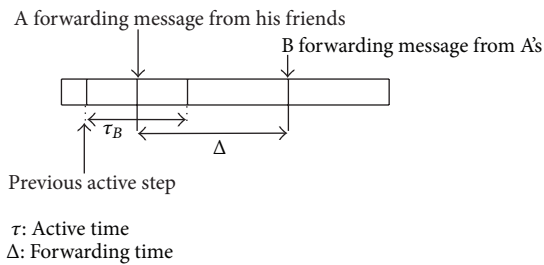 A forwarding message from his friends
B forwarding message from A's
τ_B
Δ
Previous active step
τ: Active time
Δ: Forwarding time